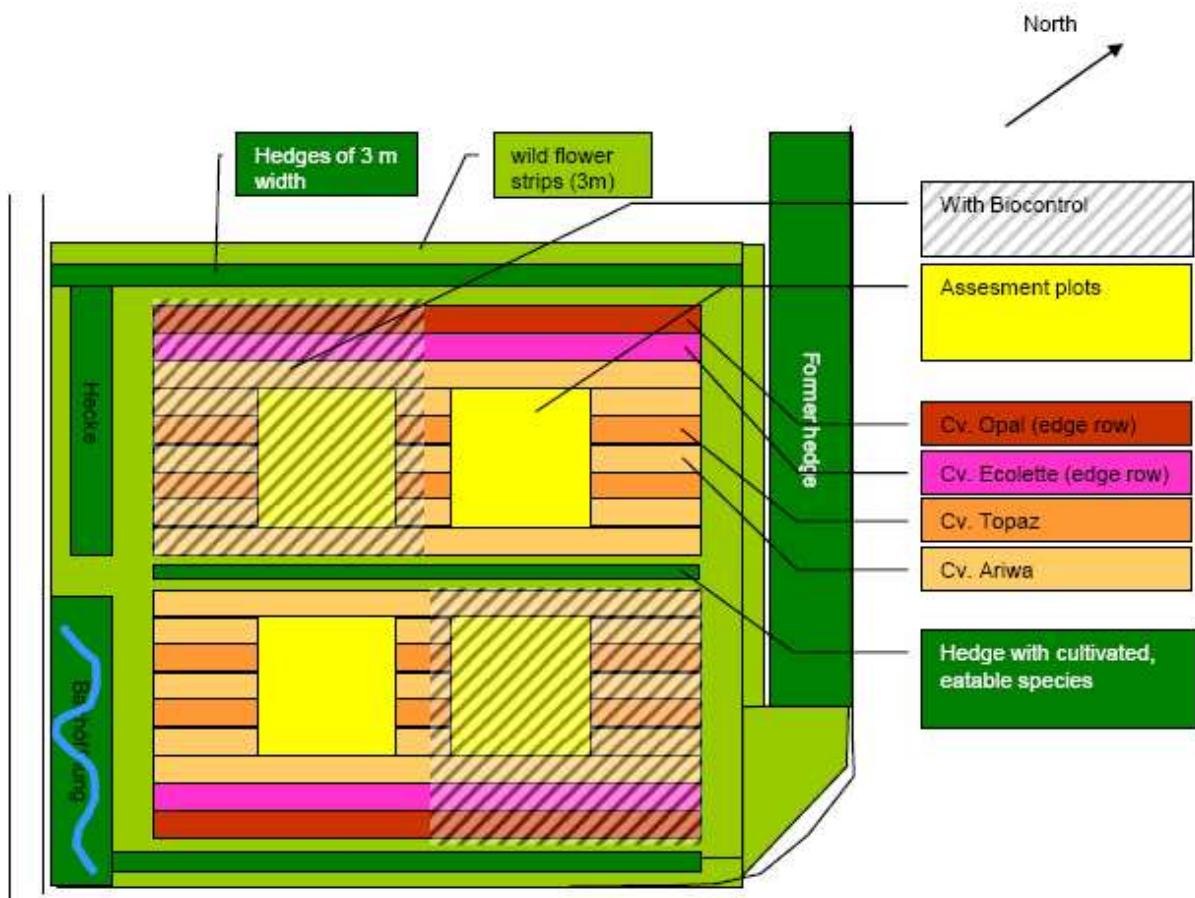 North
Hedges of 3 m
width
wild flower
strips (3m)
With Biocontrol
Assesment plots
Hecke
Former hedge
Cv. Opal (edge row)
Cv. Ecolette (edge row)
Cv. Topaz
Cv. Ariwa
Hedge with cultivated,
eatable species